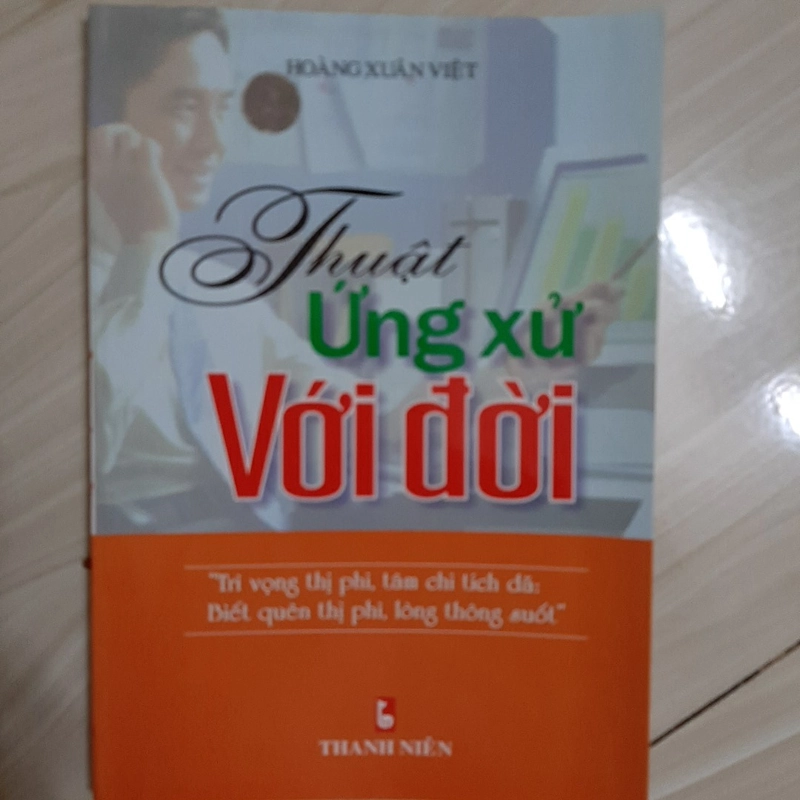 HOÀNG XUÂN VIỆT
Thuật
Ứng xử
Với đời
"Tri vọng thị phi, tâm chi tích dã;
Biết quên thị phi, lòng thông suốt"
THANH NIÊN